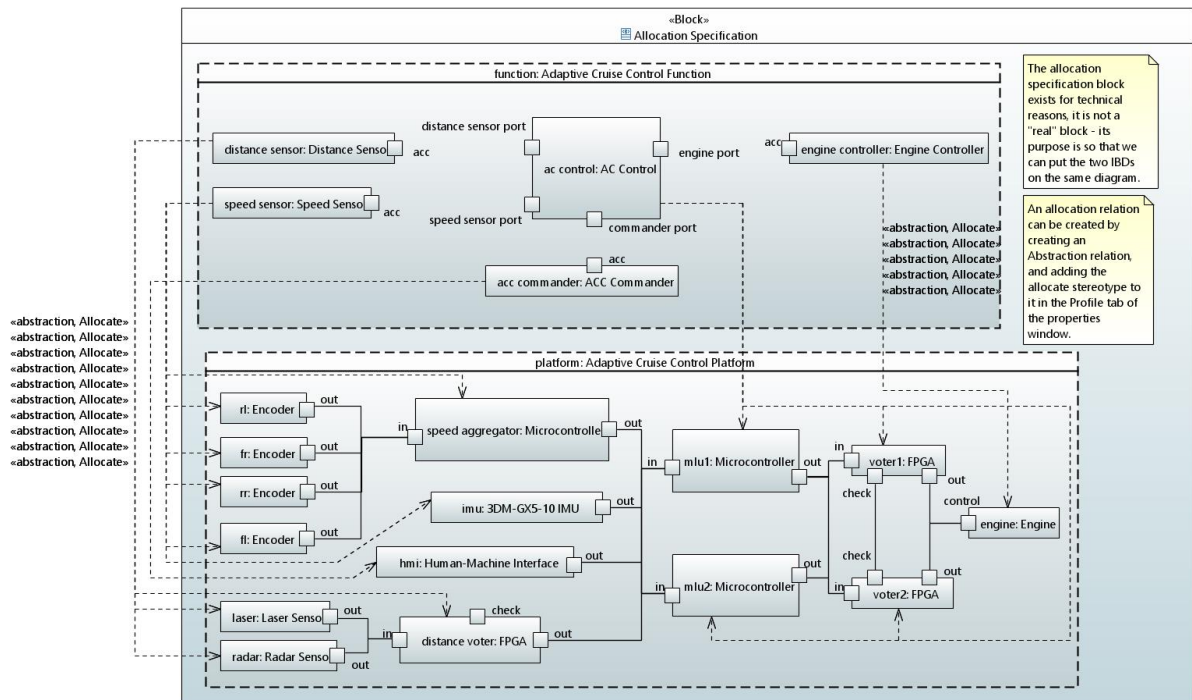 «Block»
Allocation Specification
function: Adaptive Cruise Control Function
The allocation
specification block
exists for technical
reasons, it is not a
"real" block - its
purpose is so that we
can put the two IBDs
on the same diagram.
distance sensor port
distance sensor: Distance Senso
acc
engine port
acc
engine controller: Engine Controller
ac control: AC Control
speed sensor: Speed Senso
acc
speed sensor port
commander port
An allocation relation
can be created by
creating an
Abstraction relation,
and adding the
allocate stereotype to
it in the Profile tab of
the properties
window.
«abstraction, Allocate»
«abstraction, Allocate»
«abstraction, Allocate»
«abstraction, Allocate»
«abstraction, Allocate»
acc
acc commander: ACC Commander
«abstraction, Allocate»
«abstraction, Allocate»
«abstraction, Allocate»
«abstraction, Allocate»
«abstraction, Allocate»
«abstraction, Allocate»
«abstraction, Allocate»
«abstraction, Allocate»
«abstraction, Allocate»
«abstraction, Allocate»
platform: Adaptive Cruise Control Platform
rl: Encoder
out
in
speed aggregator: Microcontrolle
out
fr: Encoder
out
rr: Encoder
out
fl: Encoder
out
imu: 3DM-GX5-10 IMU
out
hmi: Human-Machine Interface
out
in
mlu1: Microcontroller
out
in
voter1: FPGA
check
out
control
engine: Engine
in
mlu2: Microcontroller
out
check
out
in
voter2: FPGA
laser: Laser Senso
out
radar: Radar Senso
out
in
check
distance voter: FPGA
out